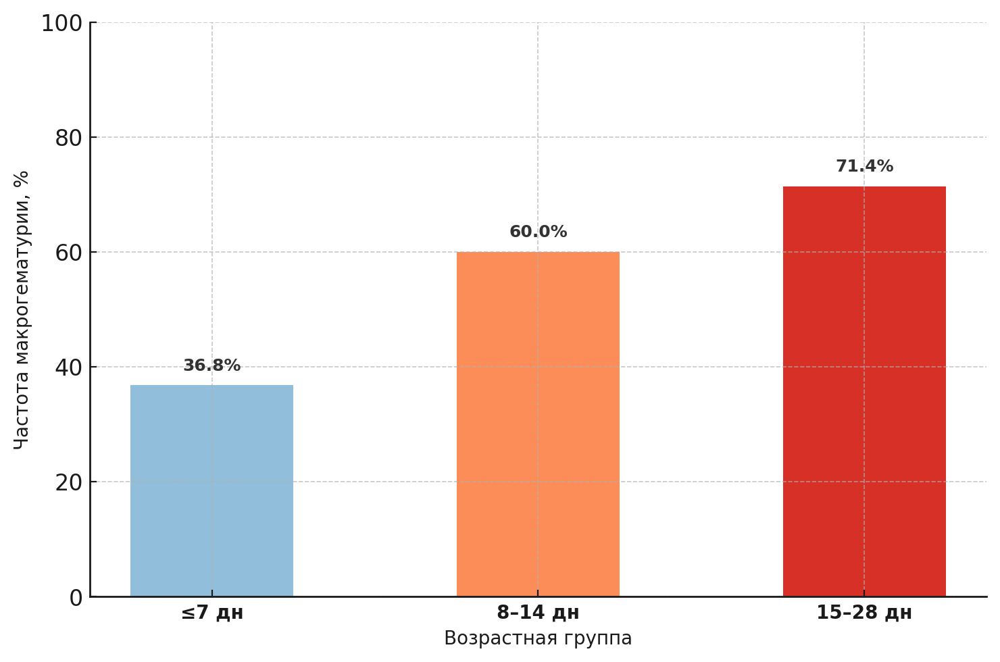 Частота макрогематурии, %
100
80
60
40
20
0
36.8%
60.0%
71.4%
≤7 дн
8–14 дн
15–28 дн
Возрастная группа